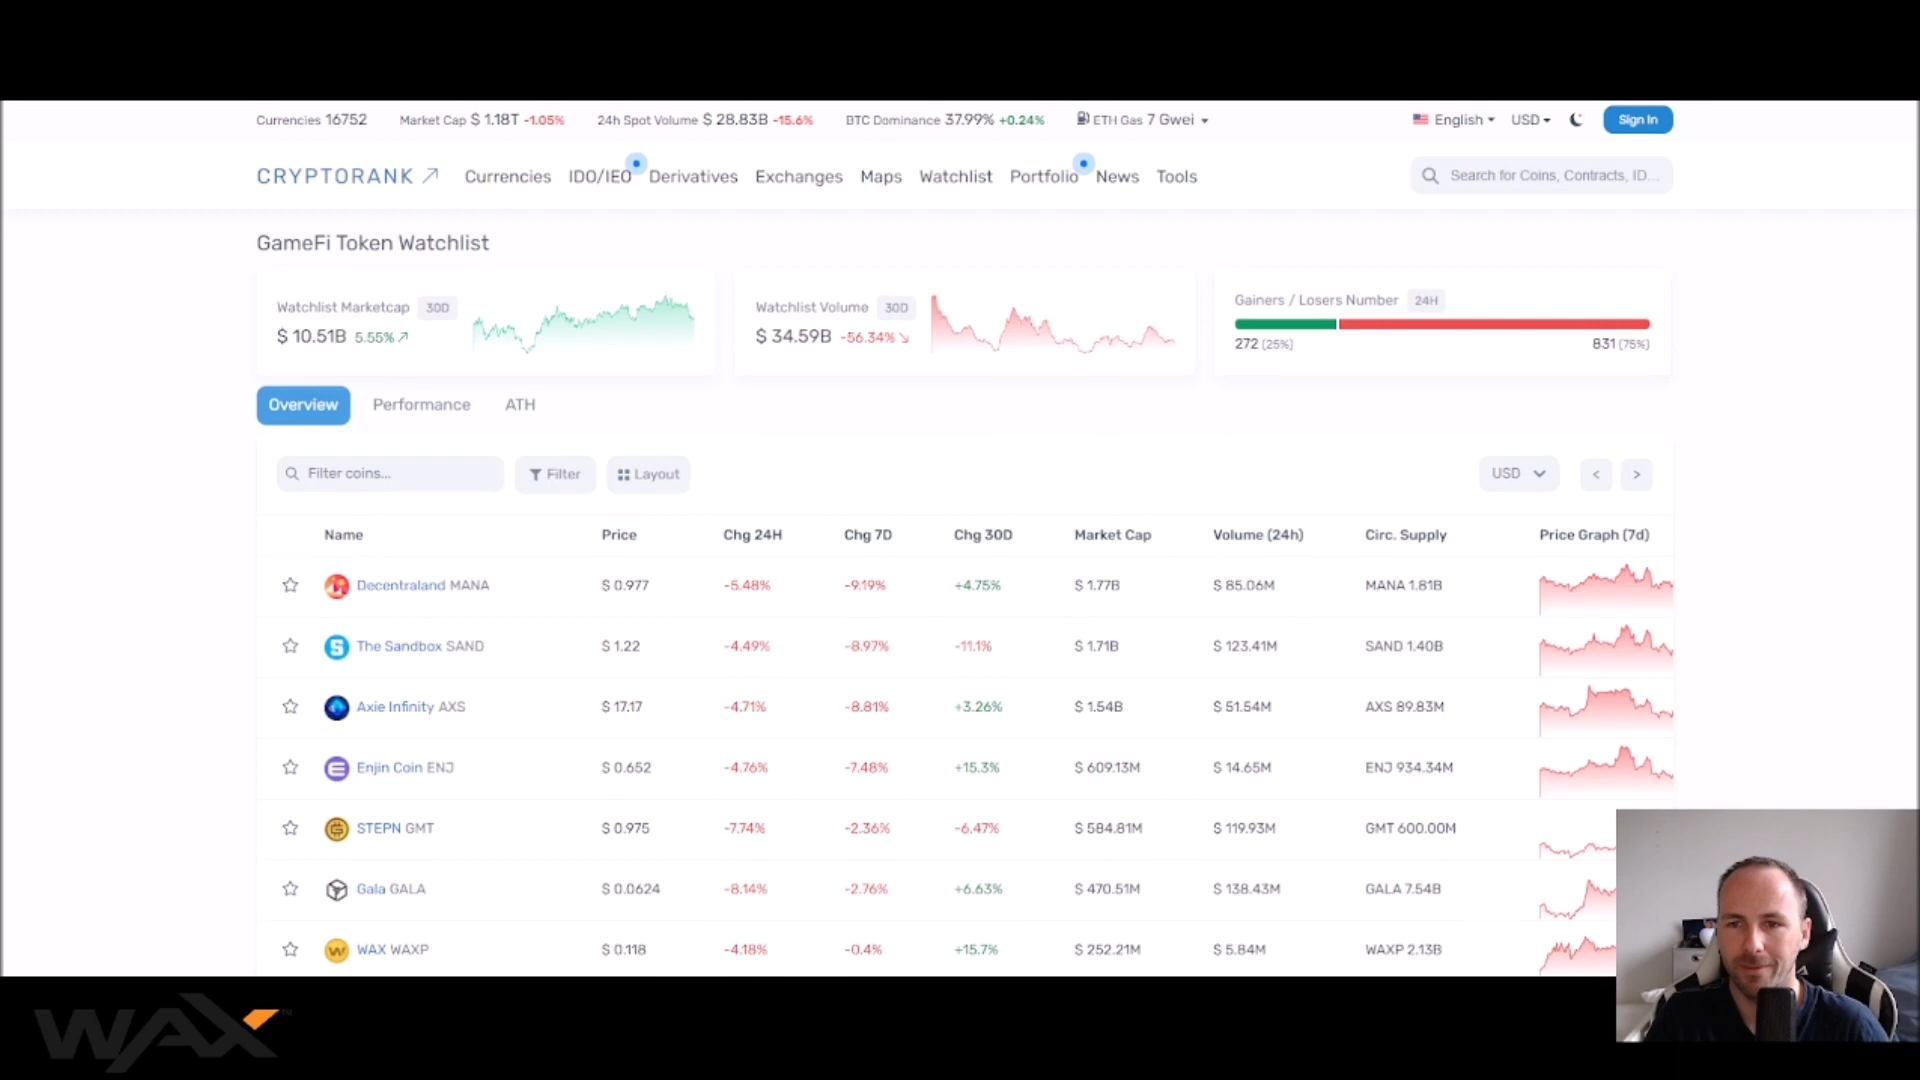 Currencies 16752 Market Cap $ 1.18T -1.05% 24h Spot Volume $ 28.83B -15.6% BTC Dominance 37.99% +0.24% ETH Gas 7 Gwei English USD Sign In
CRYPTORANK Currencies IDO/IEO Derivatives Exchanges Maps Watchlist Portfolio News Tools Search for Coins, Contracts, ID...
GameFi Token Watchlist
Watchlist Marketcap 30D
$ 10.51B 5.55%
Watchlist Volume 30D
$ 34.59B -56.34%
Gainers / Losers Number 24H
272 (25%) 831 (75%)
Overview Performance ATH
Filter coins... Filter Layout USD < >
Name Price Chg 24H Chg 7D Chg 30D Market Cap Volume (24h) Circ. Supply Price Graph (7d)
Decentraland MANA $ 0.977 -5.48% -9.19% +4.75% $ 1.77B $ 85.06M MANA 1.81B
The Sandbox SAND $ 1.22 -4.49% -8.97% -11.1% $ 1.71B $ 123.41M SAND 1.40B
Axie Infinity AXS $ 17.17 -4.71% -8.81% +3.26% $ 1.54B $ 51.54M AXS 89.83M
Enjin Coin ENJ $ 0.652 -4.76% -7.48% +15.3% $ 609.13M $ 14.65M ENJ 934.34M
STEPN GMT $ 0.975 -7.74% -2.36% -6.47% $ 584.81M $ 119.93M GMT 600.00M
Gala GALA $ 0.0624 -8.14% -2.76% +6.63% $ 470.51M $ 138.43M GALA 7.54B
WAX WAXP $ 0.118 -4.18% -0.4% +15.7% $ 252.21M $ 5.84M WAXP 2.13B
WAX™